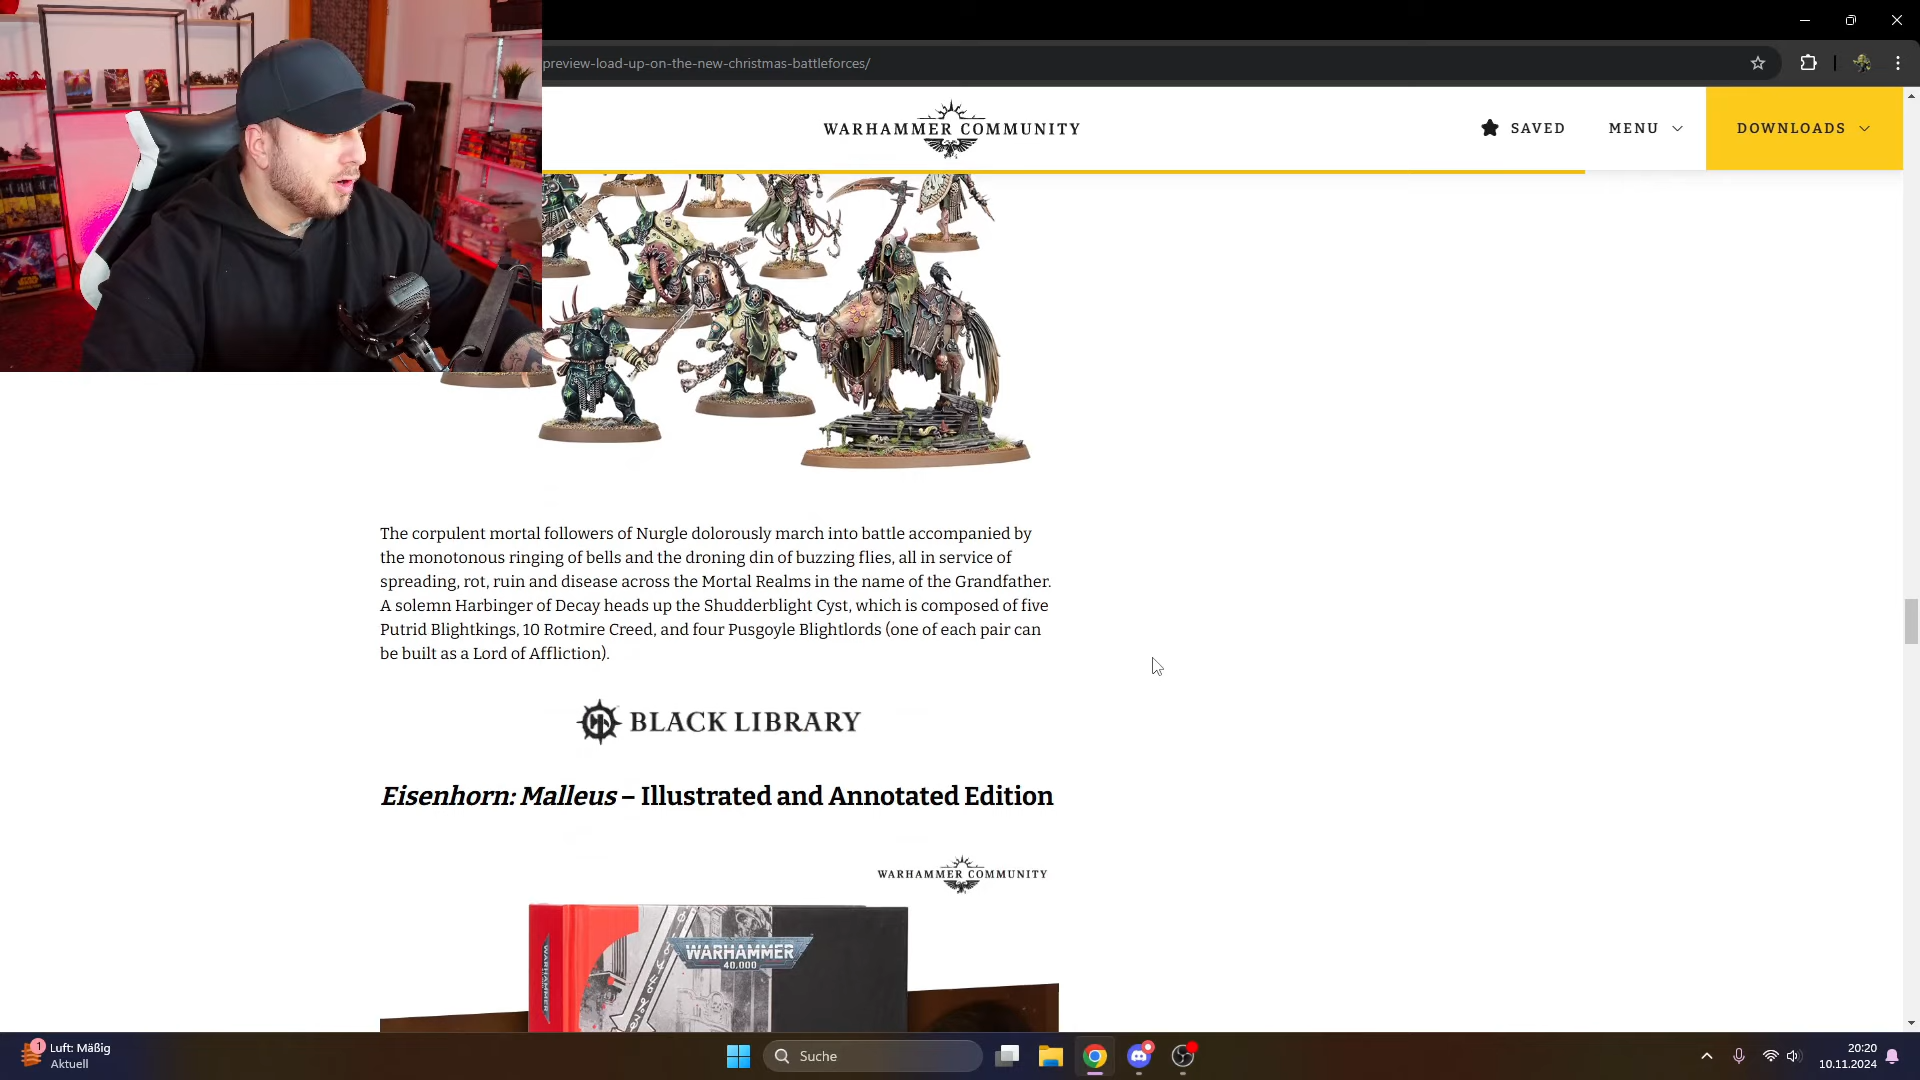 preview-load-up-on-the-new-christmas-battleforces/
WARHAMMER COMMUNITY
SAVED
MENU
DOWNLOADS
The corpulent mortal followers of Nurgle dolorously march into battle accompanied by
the monotonous ringing of bells and the droning din of buzzing flies, all in service of
spreading, rot, ruin and disease across the Mortal Realms in the name of the Grandfather.
A solemn Harbinger of Decay heads up the Shudderblight Cyst, which is composed of five
Putrid Blightkings, 10 Rotmire Creed, and four Pusgoyle Blightlords (one of each pair can
be built as a Lord of Affliction).
BLACK LIBRARY
Eisenhorn: Malleus – Illustrated and Annotated Edition
WARHAMMER COMMUNITY
WARHAMMER
40,000
WARHAMMER
1
Luft: Mäßig
Aktuell
Suche
20:20
10.11.2024